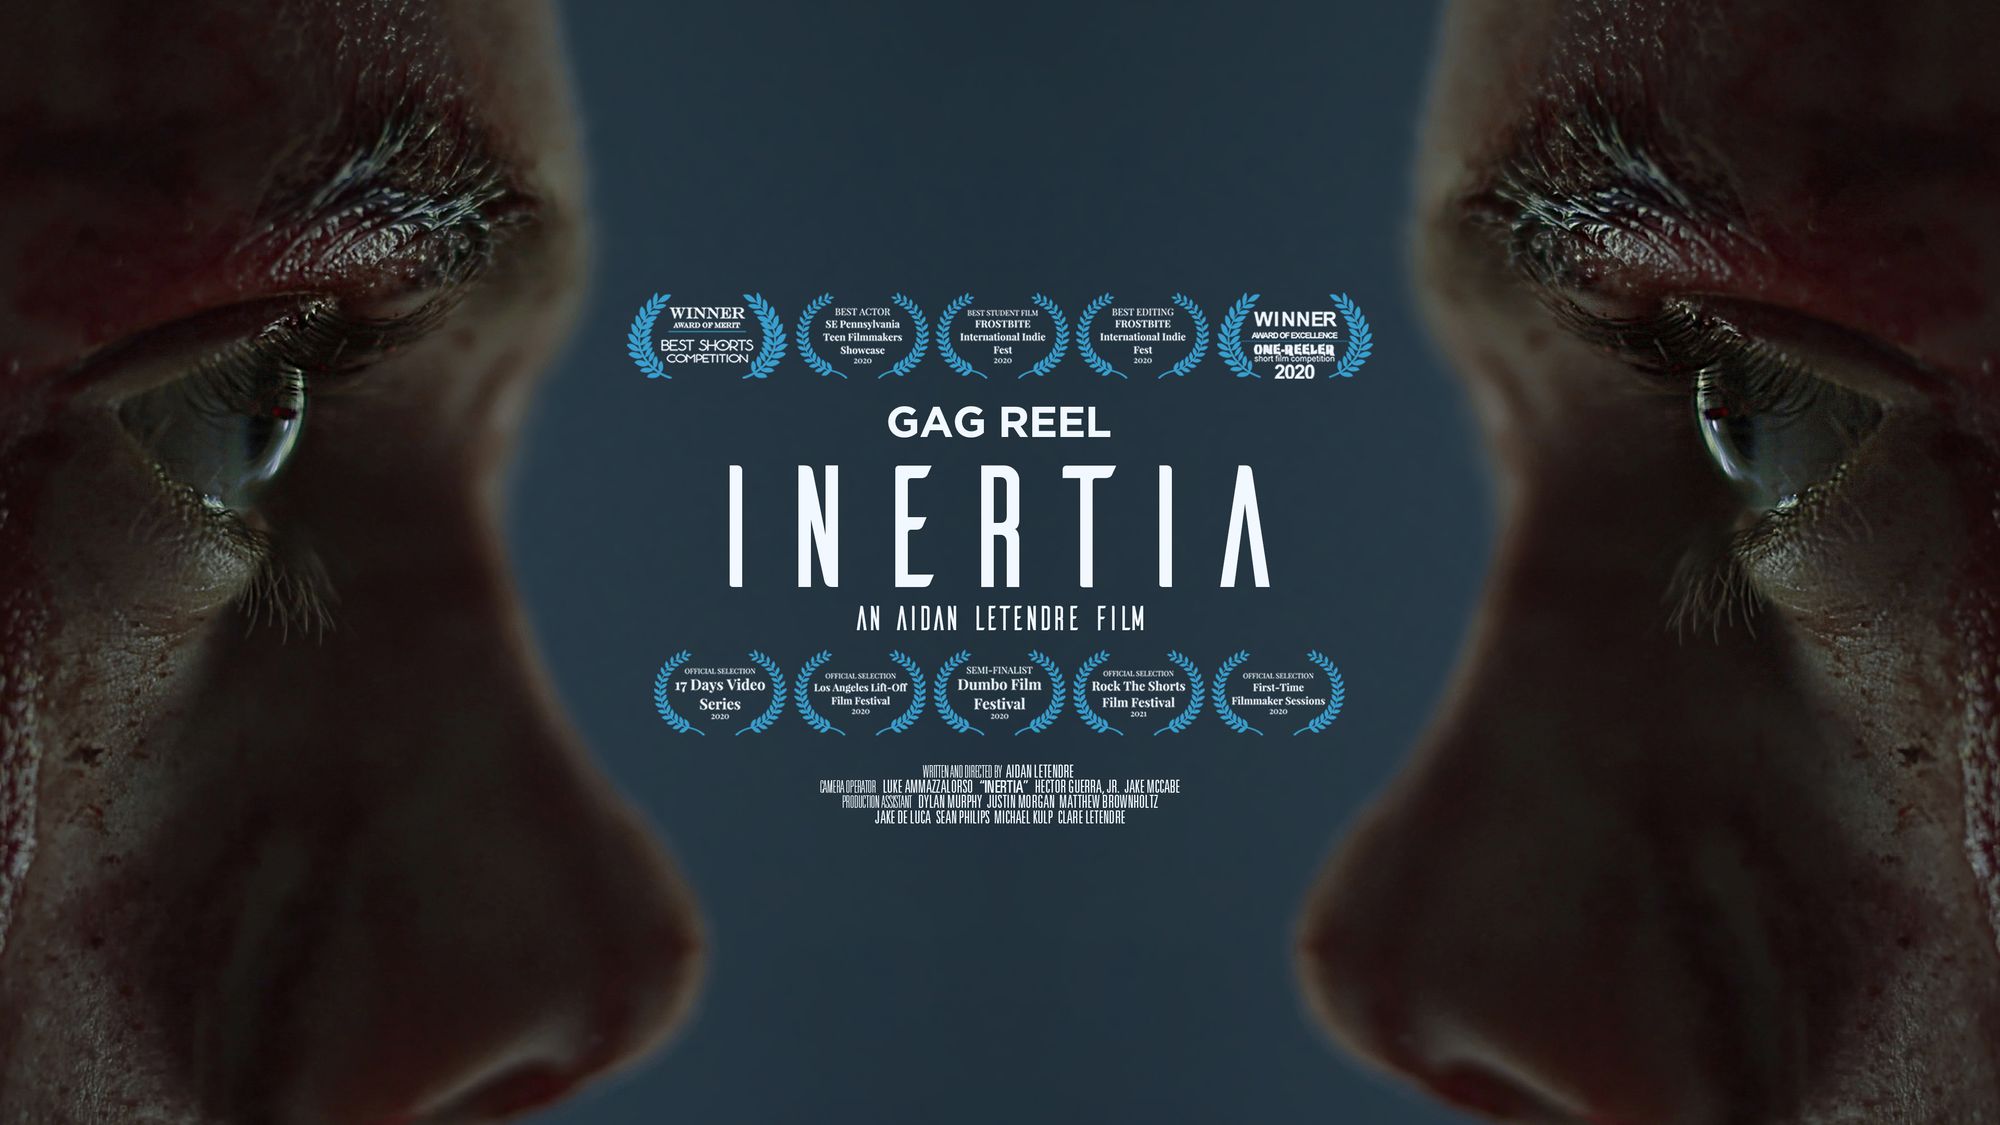 WINNER
AWARD OF MERIT
BEST SHORTS
COMPETITION
BEST ACTOR
SE Pennsylvania
Teen Filmmakers
Showcase
2020
BEST STUDENT FILM
FROSTBITE
International Indie
Fest
2020
BEST EDITING
FROSTBITE
International Indie
Fest
2020
WINNER
AWARD OF EXCELLENCE
ONE-REELER
short film competition
2020
GAG REEL
INERTIA
AN AIDAN LETENDRE FILM
OFFICIAL SELECTION
17 Days Video
Series
2020
OFFICIAL SELECTION
Los Angeles Lift-Off
Film Festival
2020
SEMI-FINALIST
Dumbo Film
Festival
2020
OFFICIAL SELECTION
Rock The Shorts
Film Festival
2021
OFFICIAL SELECTION
First-Time
Filmmaker Sessions
2020
WRITTEN AND DIRECTED BY AIDAN LETENDRE
CAMERA OPERATOR LUKE AMMAZZALORSO "INERTIA" HECTOR GUERRA, JR. JAKE MCCABE
PRODUCTION ASSISTANT DYLAN MURPHY JUSTIN MORGAN MATTHEW BROWNHOLTZ
JAKE DE LUCA SEAN PHILIPS MICHAEL KULP CLARE LETENDRE